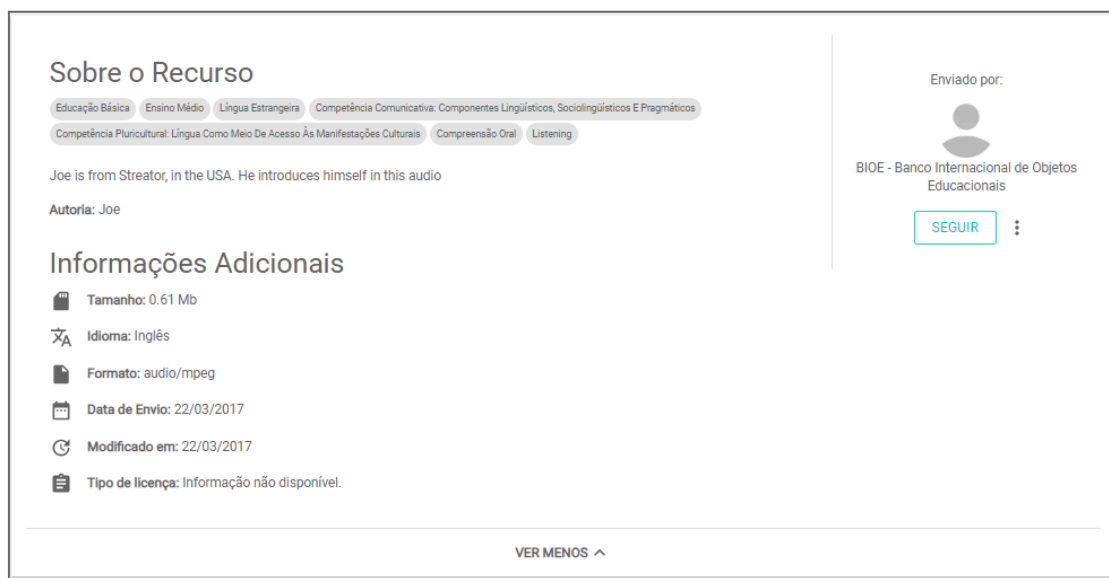 Sobre o Recurso
Educação Básica Ensino Médio Língua Estrangeira Competência Comunicativa: Componentes Lingüísticos, Sociolingüísticos E Pragmáticos
Competência Pluricultural: Língua Como Meio De Acesso Às Manifestações Culturais Compreensão Oral Listening
Joe is from Streator, in the USA. He introduces himself in this audio
Autoria: Joe
Informações Adicionais
Tamanho: 0.61 Mb
Idioma: Inglês
Formato: audio/mpeg
Data de Envio: 22/03/2017
Modificado em: 22/03/2017
Tipo de licença: Informação não disponível.
Enviado por:
BIOE - Banco Internacional de Objetos
Educacionais
SEGUIR
VER MENOS